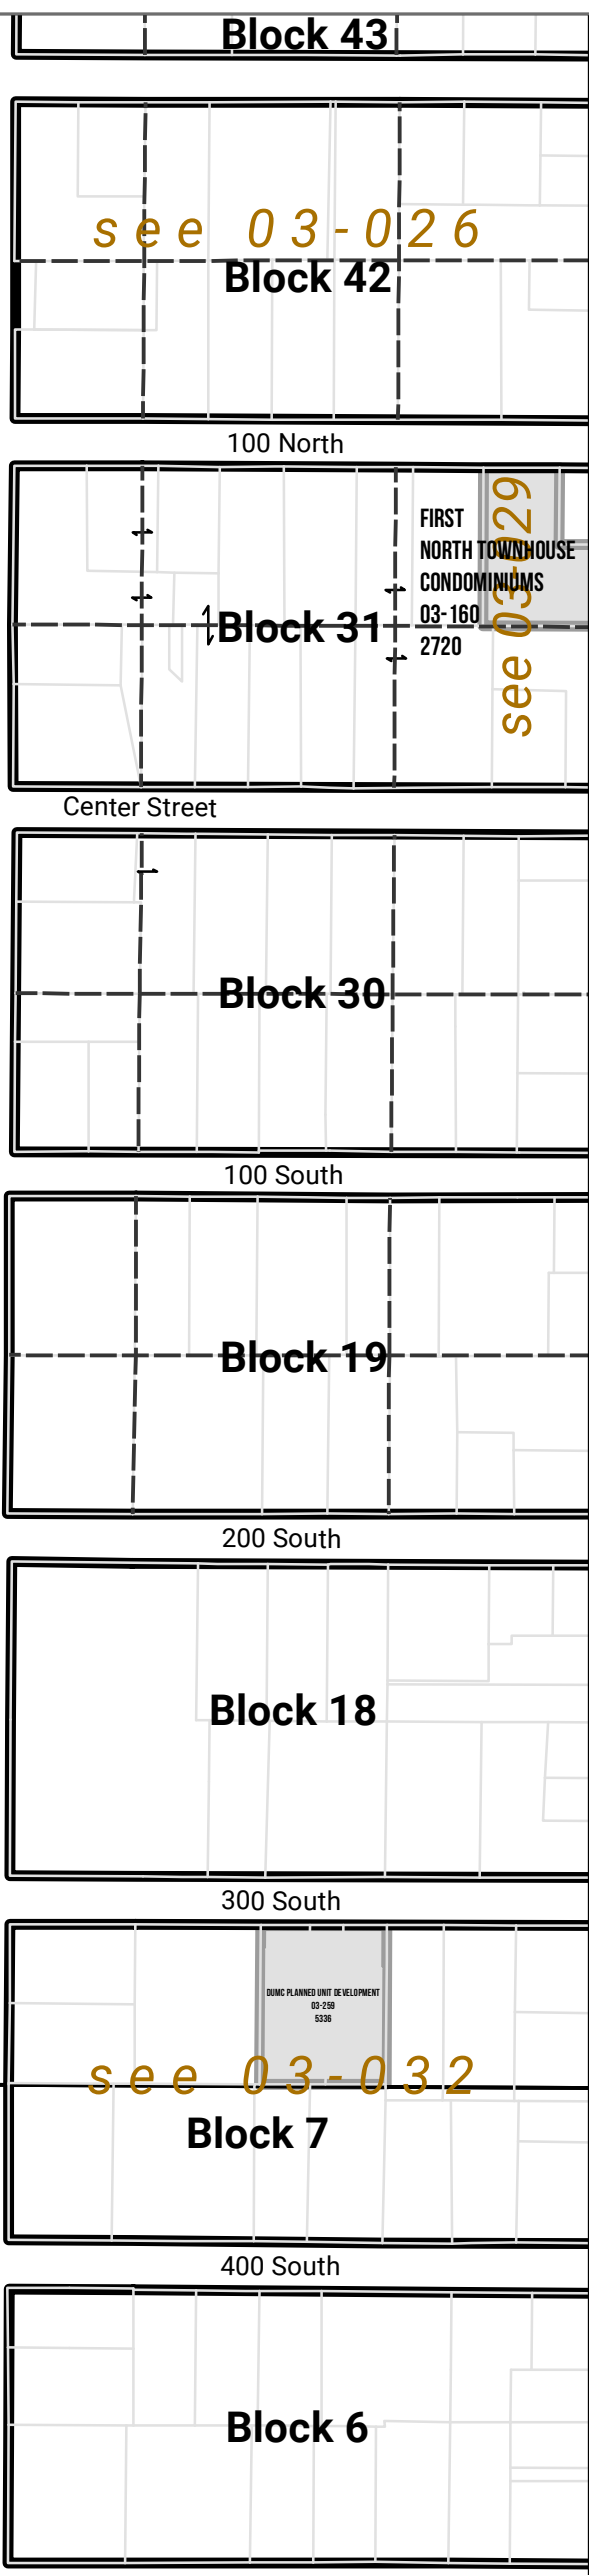 Block 43
see 03-026
Block 42
100 North
FIRST
NORTH TOWNHOUSE
CONDOMINIUMS
03-160
2720
see 03-029
Block 31
Center Street
Block 30
100 South
Block 19
200 South
Block 18
300 South
DUMC PLANNED UNIT DEVELOPMENT
03-259
5336
see 03-032
Block 7
400 South
Block 6